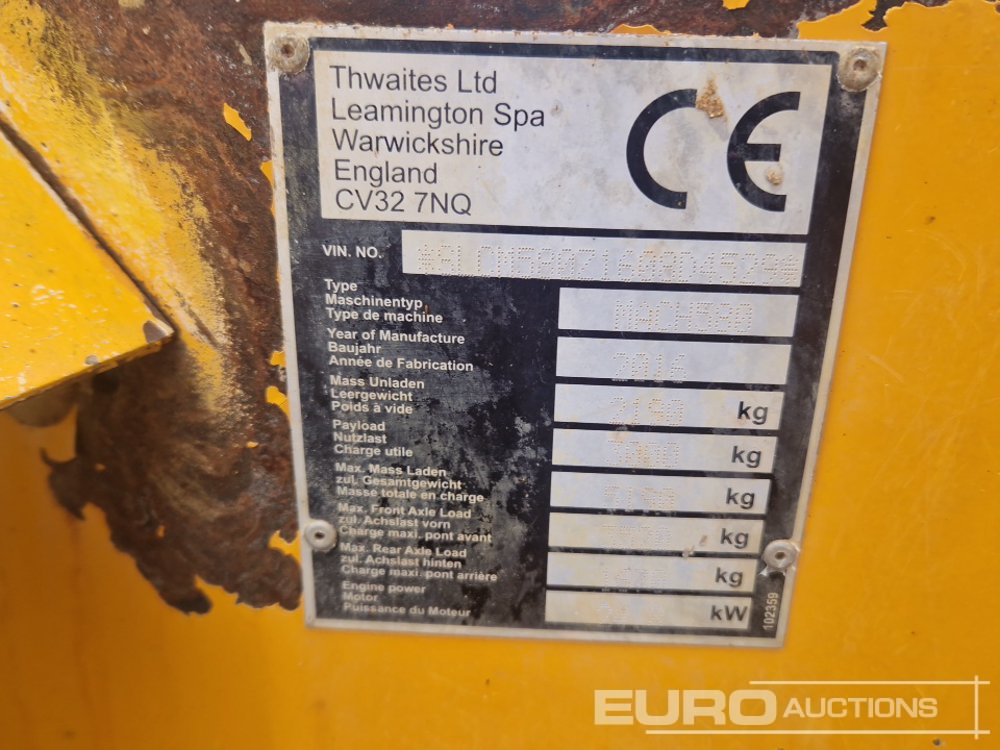 Thwaites Ltd
Leamington Spa
Warwickshire
England
CV32 7NQ
CE
VIN. NO.
Type
Maschinentyp
Type de machine
MACH580
Year of Manufacture
Baujahr
Année de Fabrication
2016
Mass Unladen
Leergewicht
Poids à vide
2190 kg
Payload
Nutzlast
Charge utile
3000 kg
Max. Mass Laden
zul. Gesamtgewicht
Masse totale en charge
kg
Max. Front Axle Load
zul. Achslast vorn
Charge maxi. pont avant
kg
Max. Rear Axle Load
zul. Achslast hinten
Charge maxi. pont arrière
kg
Engine power
Motor
Puissance du Moteur
kW
102359
EURO AUCTIONS